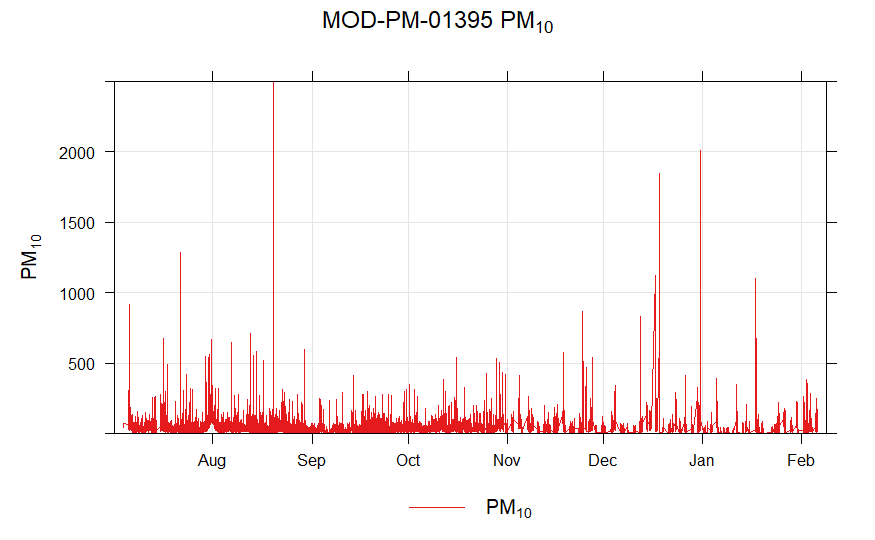 MOD-PM-01395 PM10
PM10
2000
1500
1000
500
Aug Sep Oct Nov Dec Jan Feb
PM10